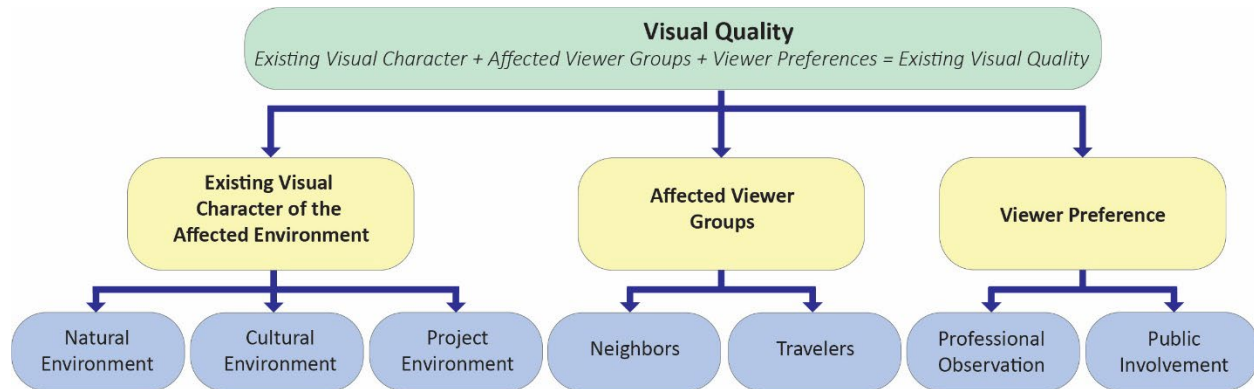 Visual Quality
Existing Visual Character + Affected Viewer Groups + Viewer Preferences = Existing Visual Quality
Existing Visual
Character of the
Affected Environment
Affected Viewer
Groups
Viewer Preference
Natural
Environment
Cultural
Environment
Project
Environment
Neighbors
Travelers
Professional
Observation
Public
Involvement